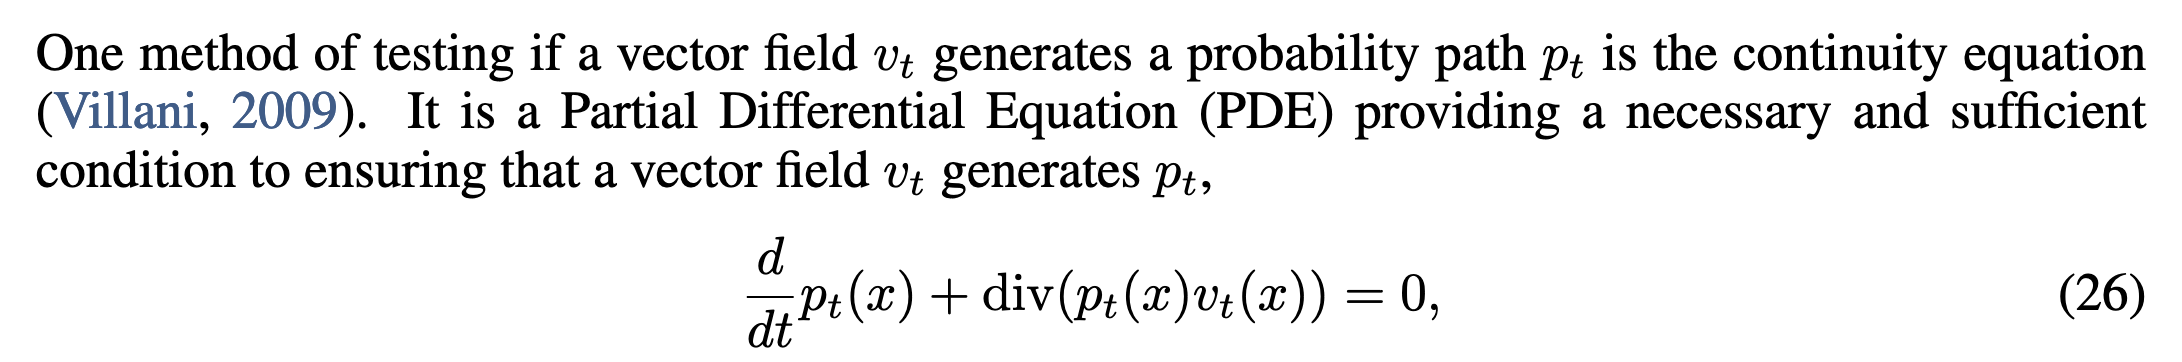 One method of testing if a vector field v_t generates a probability path p_t is the continuity equation
(Villani, 2009). It is a Partial Differential Equation (PDE) providing a necessary and sufficient
condition to ensuring that a vector field v_t generates p_t,
\frac{d}{dt} p_t(x) + div(p_t(x)v_t(x)) = 0, (26)